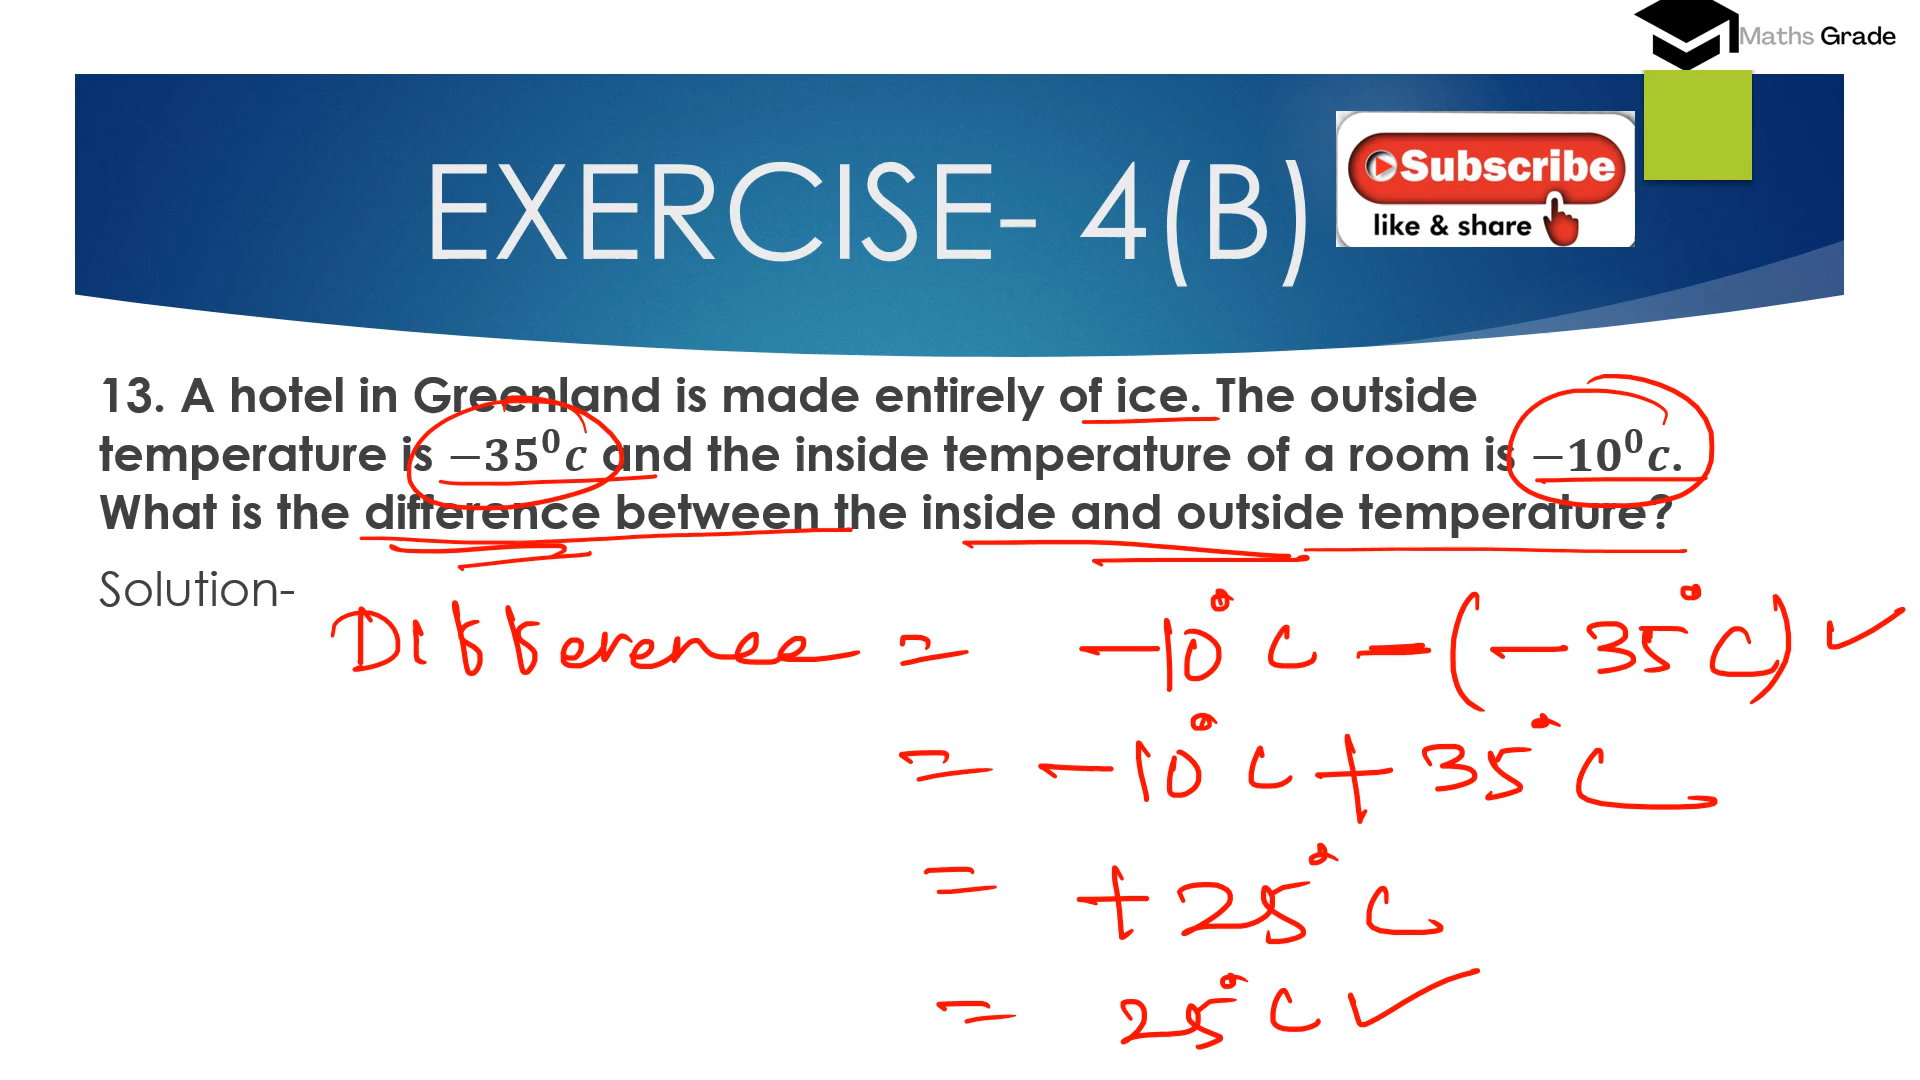 Maths Grade
EXERCISE- 4(B)
Subscribe
like & share
13. A hotel in Greenland is made entirely of ice. The outside
temperature is −35⁰c and the inside temperature of a room is −10⁰c.
What is the difference between the inside and outside temperature?
Solution-
Difference = −10°C − (−35°C) ✓
= −10°C + 35°C
= +25°C
= 25°C ✓